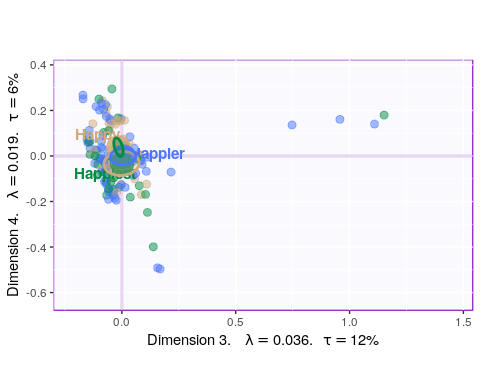 0.4
0.2
0.0
-0.2
-0.4
-0.6
Happy
Happier
Happiest
0.0
0.5
1.0
1.5
Dimension 3. λ = 0.036. τ = 12%
Dimension 4. λ = 0.019. τ = 6%